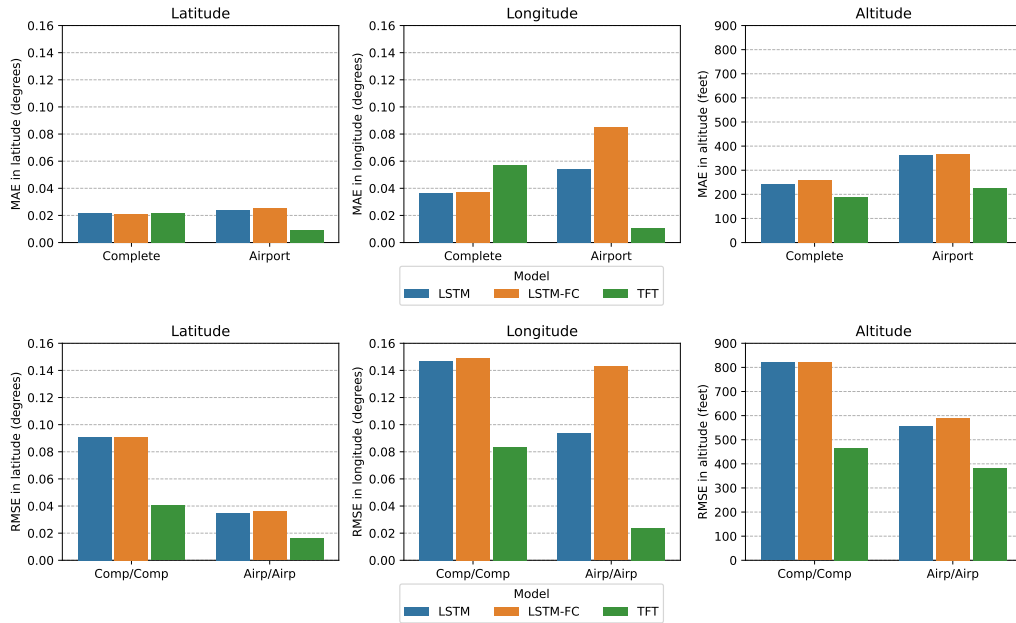 Latitude
MAE in latitude (degrees)
0.16
0.14
0.12
0.10
0.08
0.06
0.04
0.02
0.00
Complete Airport
Longitude
MAE in longitude (degrees)
0.16
0.14
0.12
0.10
0.08
0.06
0.04
0.02
0.00
Complete Airport
Altitude
MAE in altitude (feet)
900
800
700
600
500
400
300
200
100
0
Complete Airport
Model
LSTM LSTM-FC TFT
Latitude
RMSE in latitude (degrees)
0.16
0.14
0.12
0.10
0.08
0.06
0.04
0.02
0.00
Comp/Comp Airp/Airp
Longitude
RMSE in longitude (degrees)
0.16
0.14
0.12
0.10
0.08
0.06
0.04
0.02
0.00
Comp/Comp Airp/Airp
Altitude
RMSE in altitude (feet)
900
800
700
600
500
400
300
200
100
0
Comp/Comp Airp/Airp
Model
LSTM LSTM-FC TFT